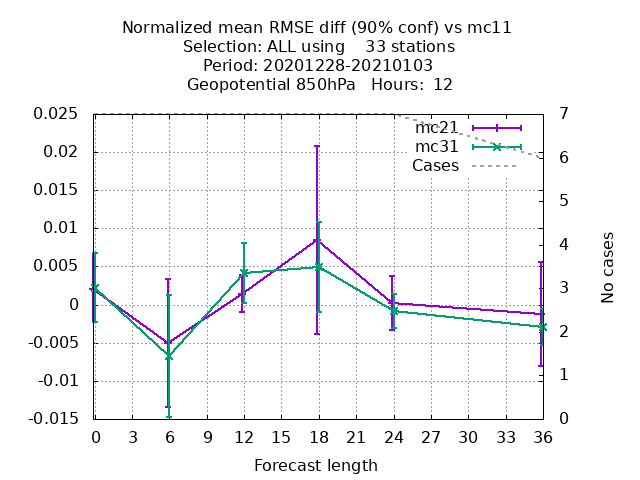 Normalized mean RMSE diff (90% conf) vs mc11
Selection: ALL using    33 stations
Period: 20201228-20210103
Geopotential 850hPa   Hours:  12
0.025
0.02
0.015
0.01
0.005
0
-0.005
-0.01
-0.015
7
6
5
4
3
2
1
0
mc21
mc31
Cases
No cases
0 3 6 9 12 15 18 21 24 27 30 33 36
Forecast length